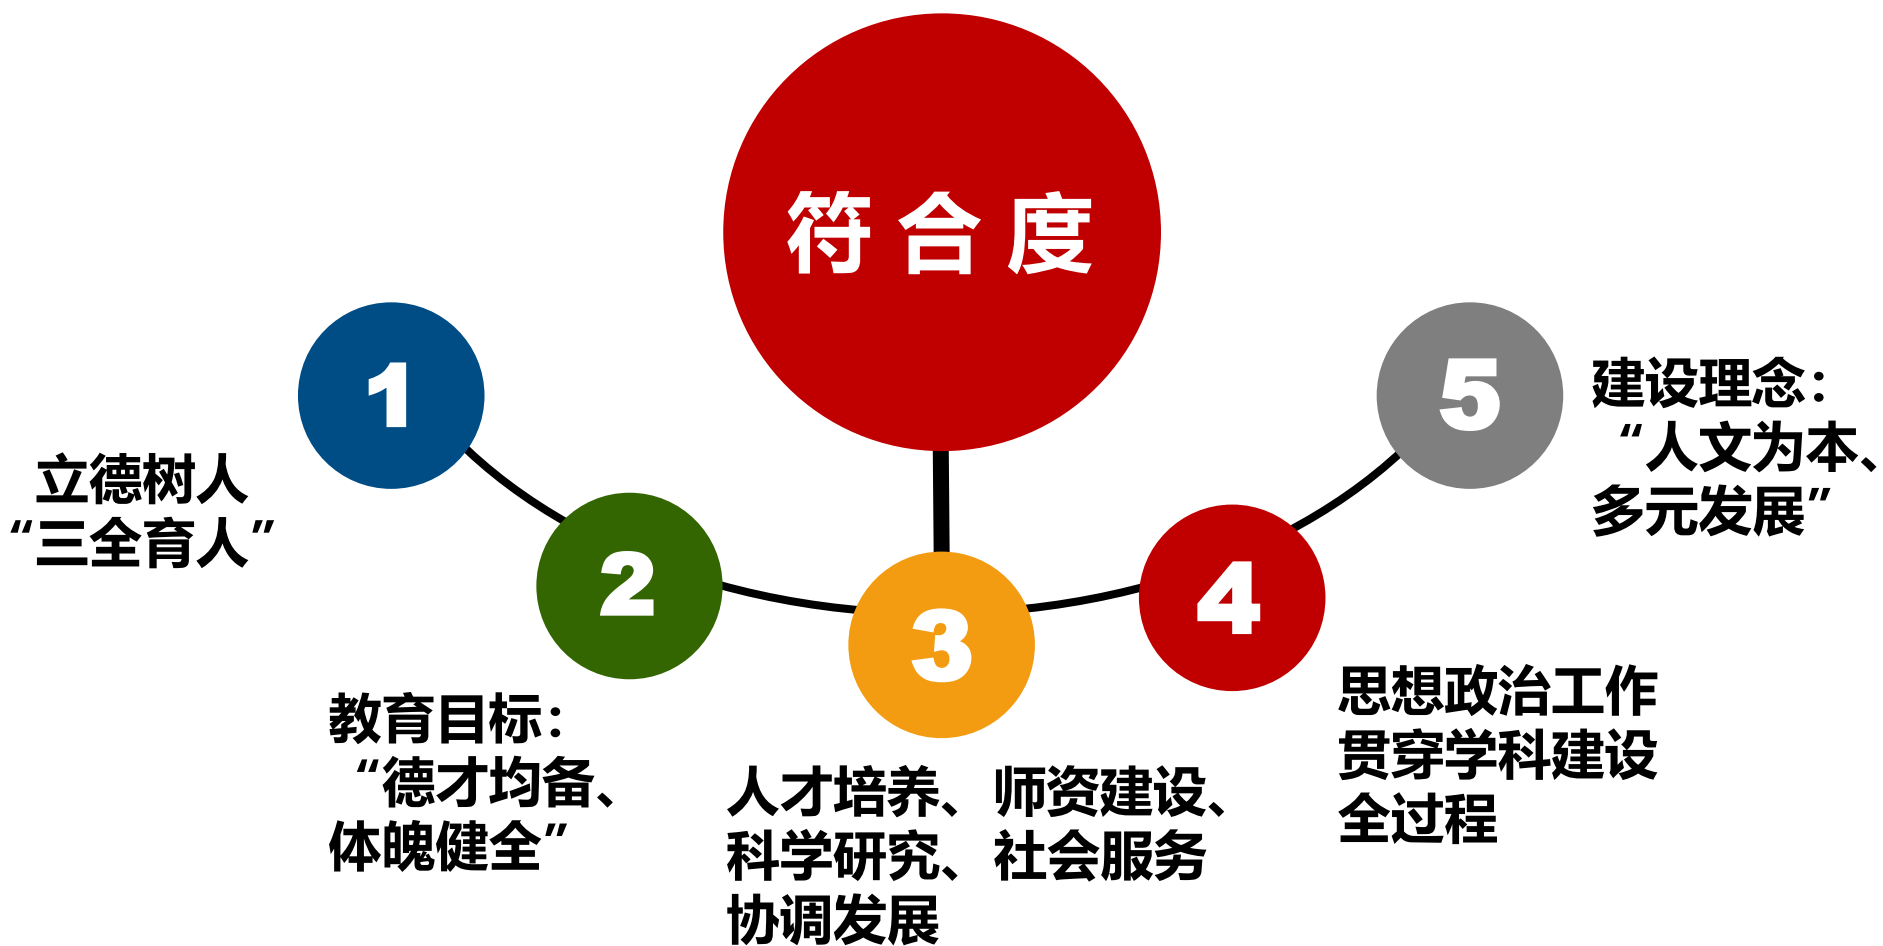 符合度
1
立德树人
“三全育人”
2
教育目标：
“德才均备、
体魄健全”
3
人才培养、师资建设、
科学研究、社会服务
协调发展
4
思想政治工作
贯穿学科建设
全过程
5
建设理念：
“人文为本、
多元发展”